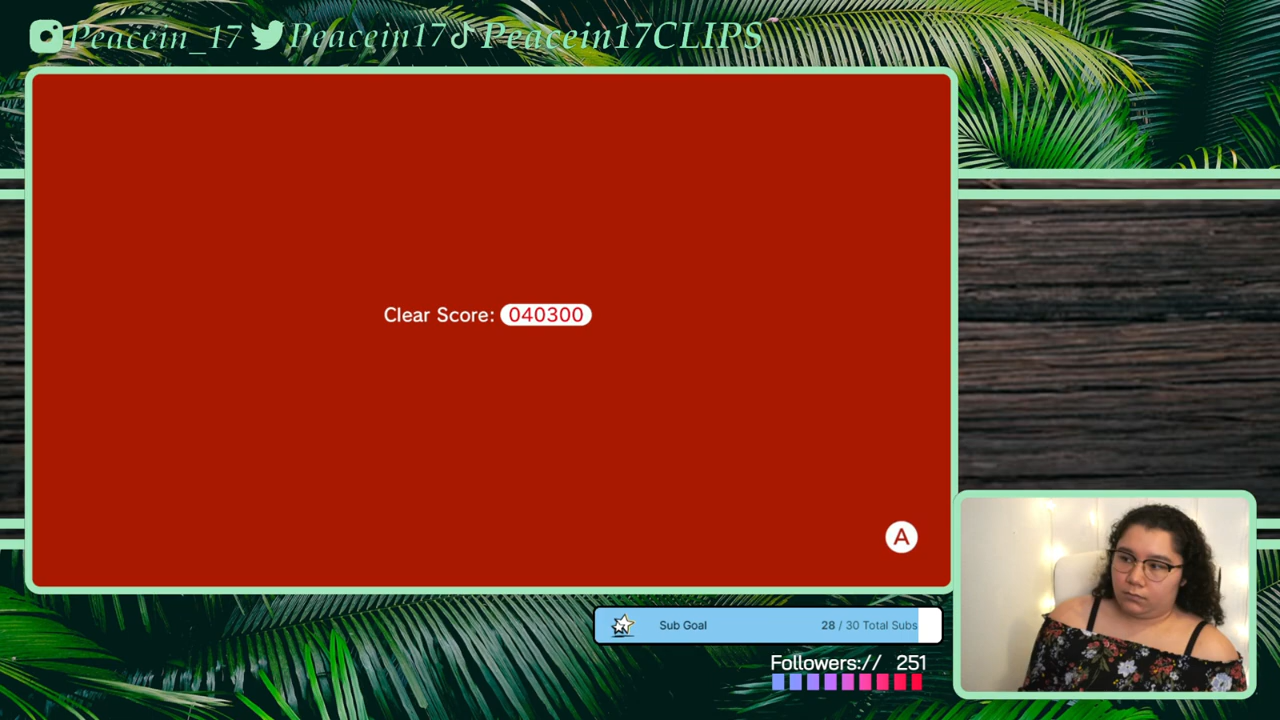 Peacein_17 Peacein17 Peacein17CLIPS
Clear Score: 040300
A
Sub Goal 28 / 30 Total Subs
Followers:// 251